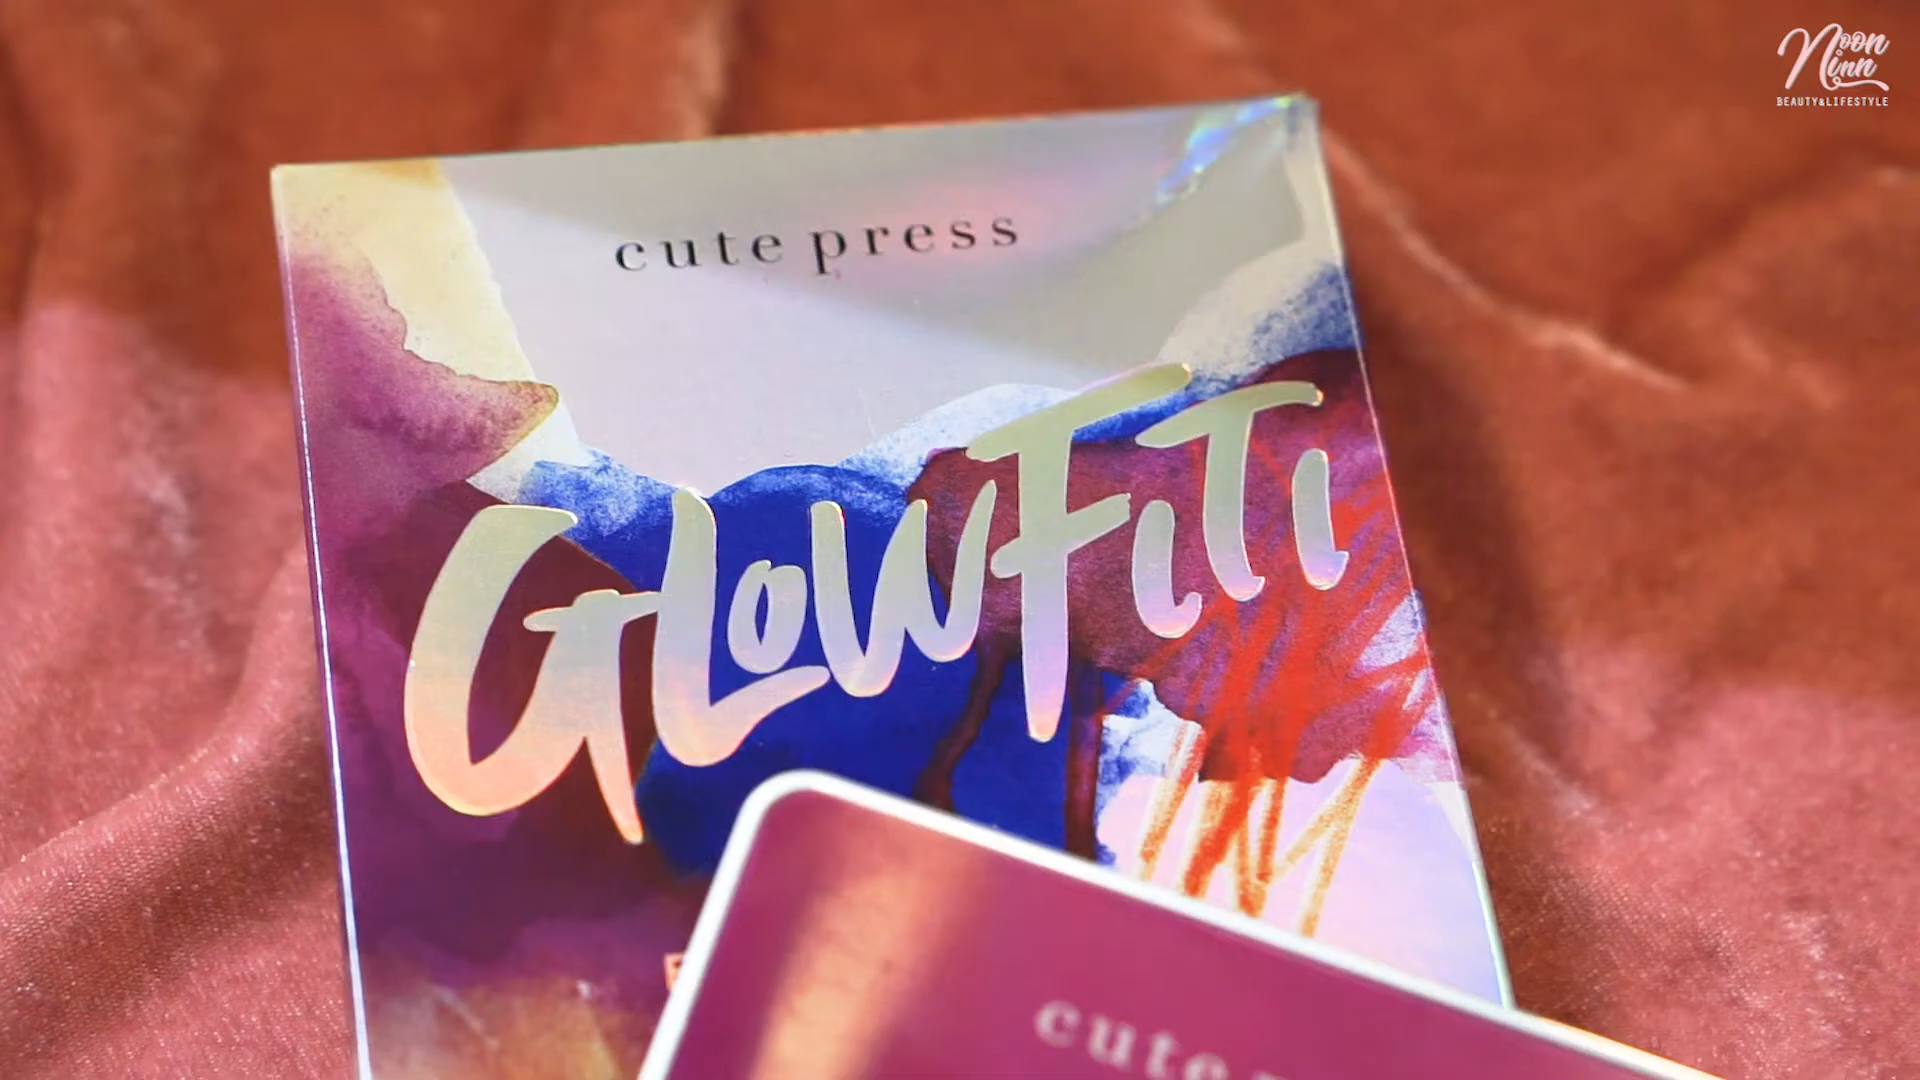 Noon
Ninn
BEAUTY&LIFESTYLE
cute press
GLOWFITI
cute